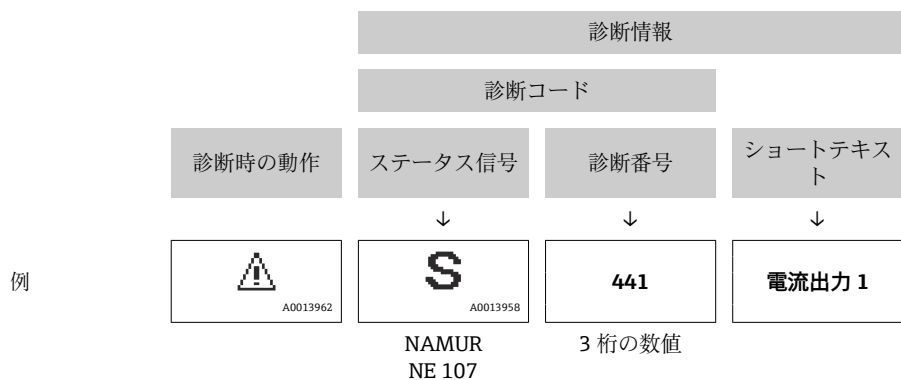 診断情報
診断コード
診断時の動作
ステータス信号
診断番号
ショートテキス
ト
↓ ↓ ↓
例
A0013962
S
A0013958
441
電流出力 1
NAMUR
NE 107
3 桁の数値